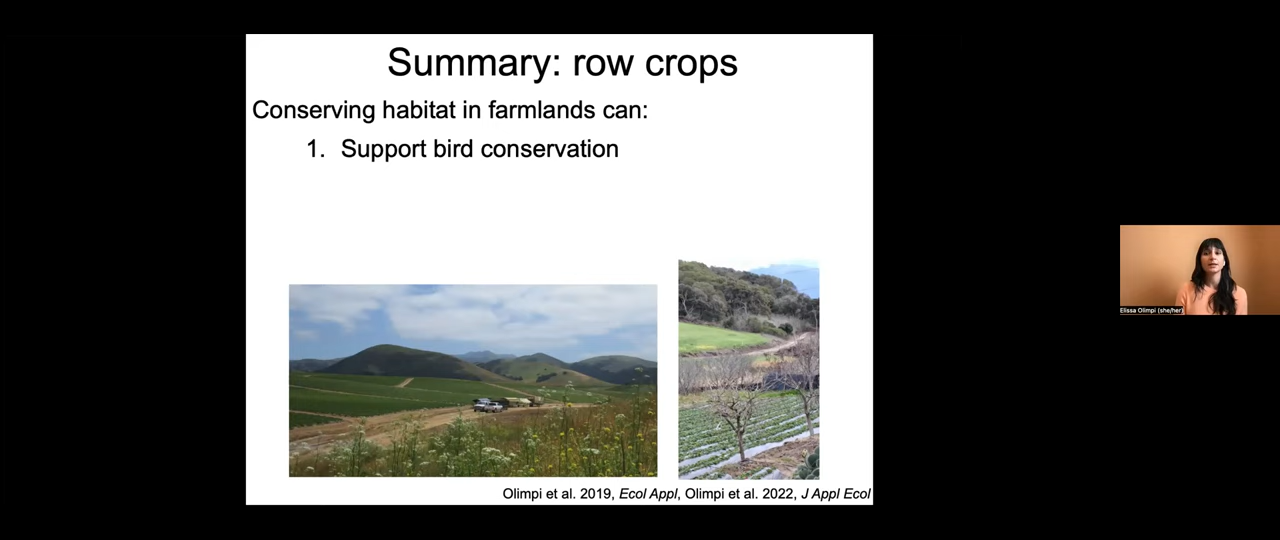 Summary: row crops
Conserving habitat in farmlands can:
1. Support bird conservation
Elissa Olimpi (she/her)
Olimpi et al. 2019, Ecol Appl, Olimpi et al. 2022, J Appl Ecol